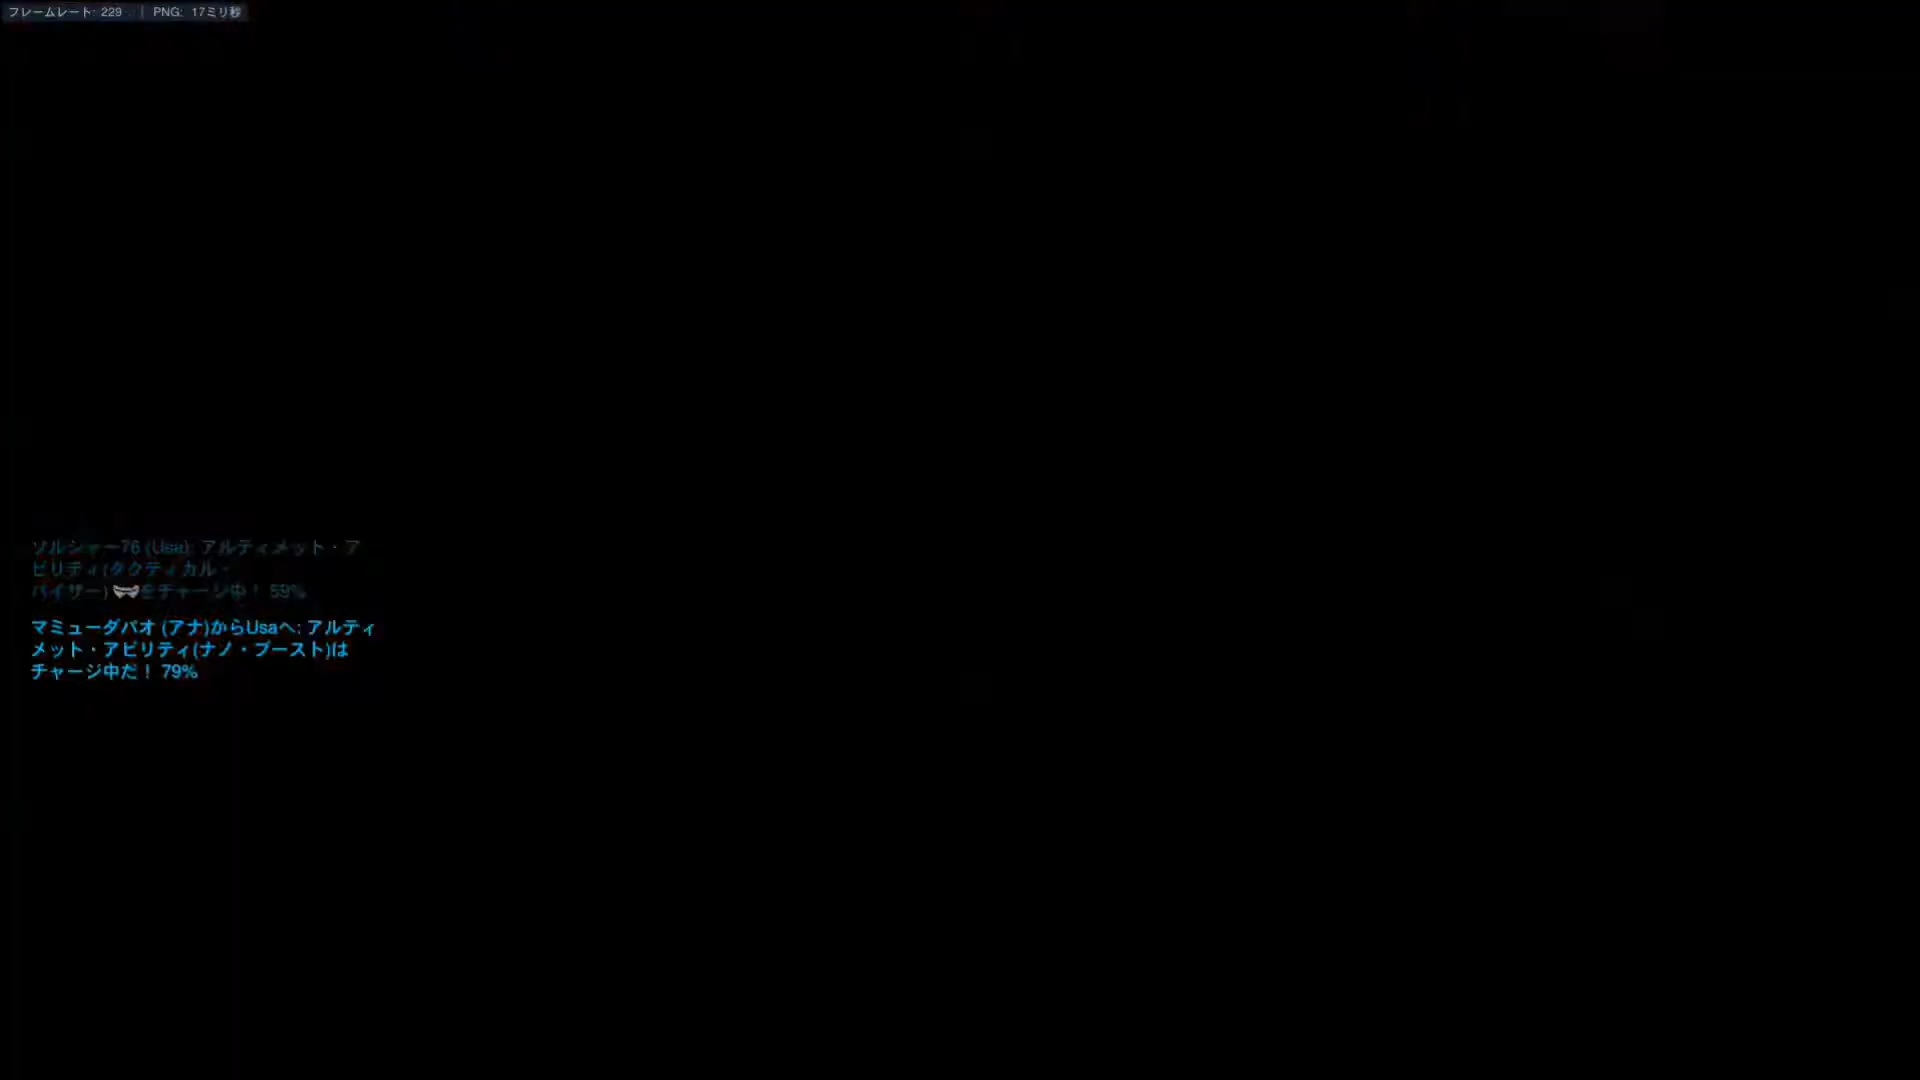 フレームレート: 229 | PNG: 17ミリ秒
ソルジャー76 (Usa): アルティメット・ア
ビリティ(タクティカル・
バイザー)をチャージ中！ 59%
マミューダパオ (アナ)からUsaへ: アルティ
メット・アビリティ(ナノ・ブースト)は
チャージ中だ！ 79%